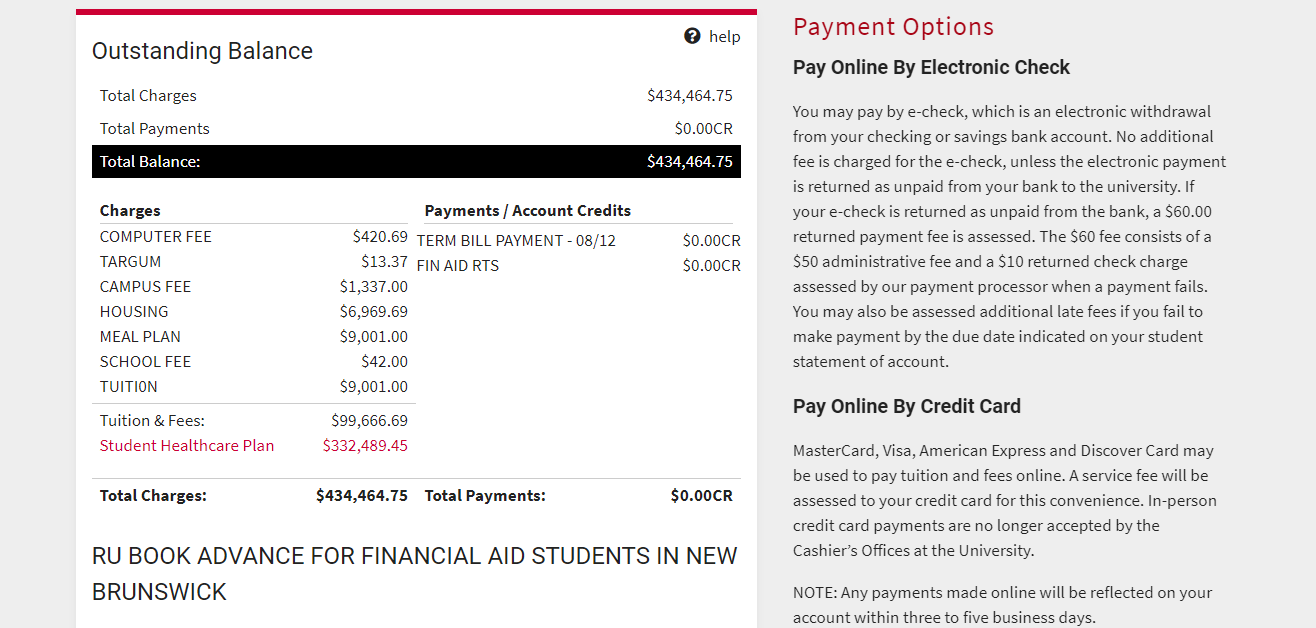 Outstanding Balance
help
Total Charges $434,464.75
Total Payments $0.00CR
Total Balance: $434,464.75
Charges
COMPUTER FEE $420.69
TARGUM $13.37
CAMPUS FEE $1,337.00
HOUSING $6,969.69
MEAL PLAN $9,001.00
SCHOOL FEE $42.00
TUITI0N $9,001.00
Tuition & Fees: $99,666.69
Student Healthcare Plan $332,489.45
Total Charges: $434,464.75
Payments / Account Credits
TERM BILL PAYMENT - 08/12 $0.00CR
FIN AID RTS $0.00CR
Total Payments: $0.00CR
RU BOOK ADVANCE FOR FINANCIAL AID STUDENTS IN NEW
BRUNSWICK
Payment Options
Pay Online By Electronic Check
You may pay by e-check, which is an electronic withdrawal
from your checking or savings bank account. No additional
fee is charged for the e-check, unless the electronic payment
is returned as unpaid from your bank to the university. If
your e-check is returned as unpaid from the bank, a $60.00
returned payment fee is assessed. The $60 fee consists of a
$50 administrative fee and a $10 returned check charge
assessed by our payment processor when a payment fails.
You may also be assessed additional late fees if you fail to
make payment by the due date indicated on your student
statement of account.
Pay Online By Credit Card
MasterCard, Visa, American Express and Discover Card may
be used to pay tuition and fees online. A service fee will be
assessed to your credit card for this convenience. In-person
credit card payments are no longer accepted by the
Cashier’s Offices at the University.
NOTE: Any payments made online will be reflected on your
account within three to five business days.